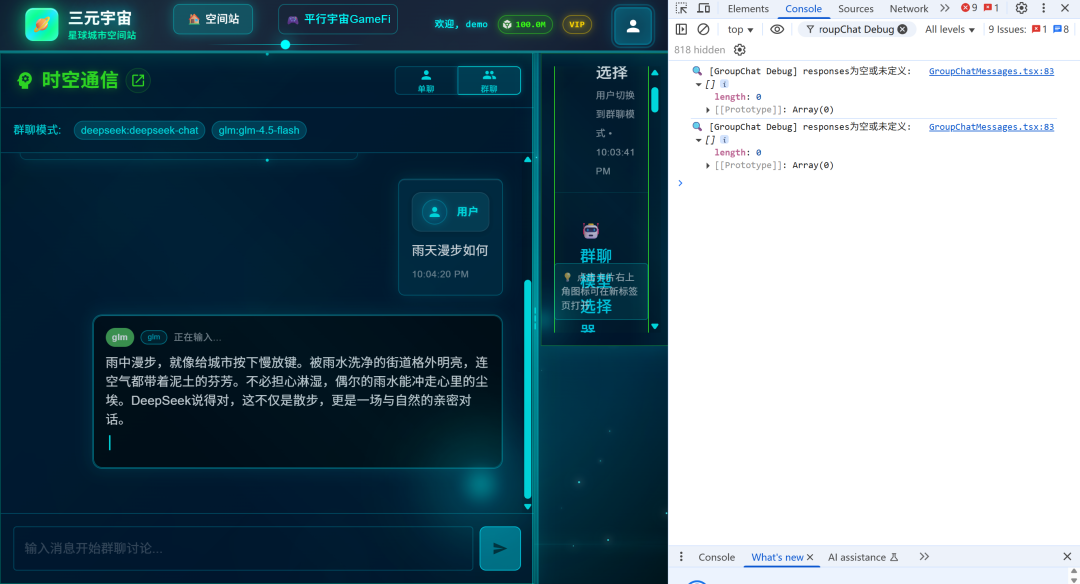 三元宇宙
星球城市空间站
空间站
平行宇宙GameFi
欢迎, demo
100.0M
VIP
时空通信
单聊
群聊
群聊模式:
deepseek:deepseek-chat
glm:glm-4.5-flash
用户
雨天漫步如何
10:04:20 PM
glm
glm
正在输入...
雨中漫步，就像给城市按下慢放键。被雨水洗净的街道格外明亮，连
空气都带着泥土的芬芳。不必担心淋湿，偶尔的雨水能冲走心里的尘
埃。DeepSeek说得对，这不仅是散步，更是一场与自然的亲密对
话。
输入消息开始群聊讨论...
选择
用户切换
到群聊模
式 •
10:03:41
PM
群聊
模型
选择
器
角图标可在新标签
Elements
Console
Sources
Network
9
1
top
roupChat Debug
All levels
9 Issues:
1
8
818 hidden
[GroupChat Debug] responses为空或未定义:
GroupChatMessages.tsx:83
[]
length: 0
[[Prototype]]: Array(0)
[GroupChat Debug] responses为空或未定义:
GroupChatMessages.tsx:83
[]
length: 0
[[Prototype]]: Array(0)
Console
What's new
AI assistance